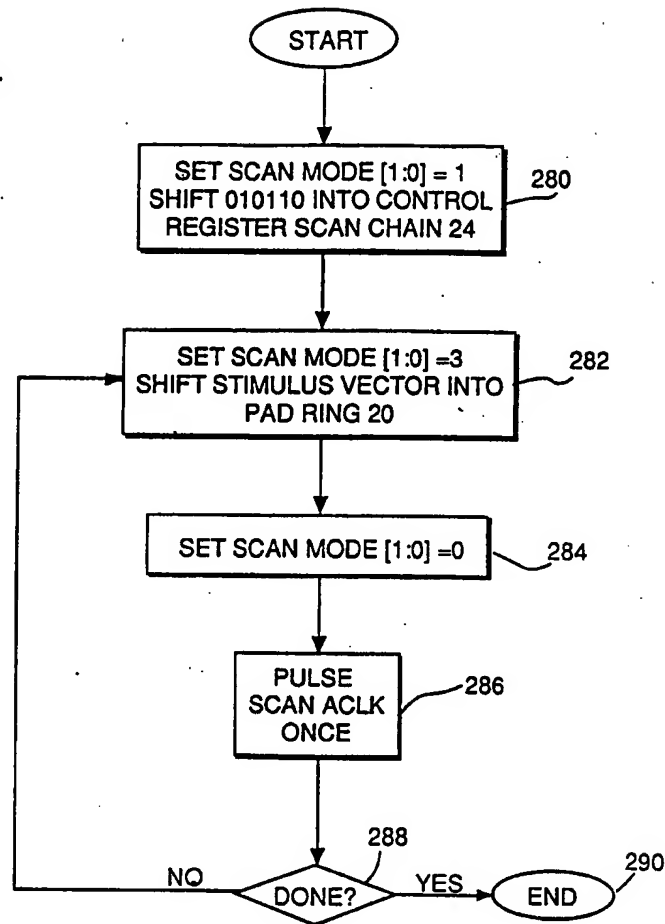 START
SET SCAN MODE [1:0] = 1
SHIFT 010110 INTO CONTROL
REGISTER SCAN CHAIN 24
280
SET SCAN MODE [1:0] =3
SHIFT STIMULUS VECTOR INTO
PAD RING 20
282
SET SCAN MODE [1:0] =0
284
PULSE
SCAN ACLK
ONCE
286
288
NO
DONE?
YES
END
290